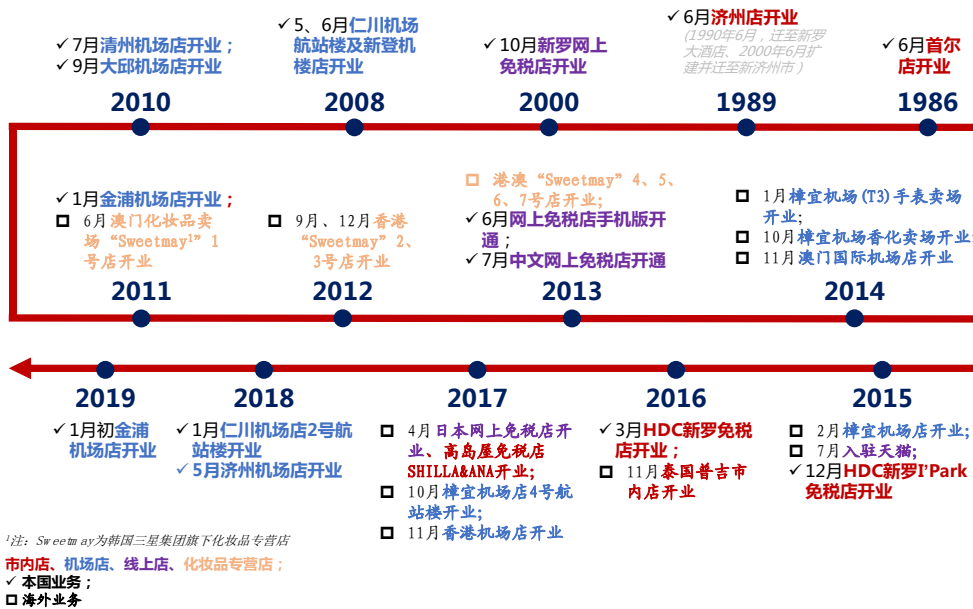 ✓7月清州机场店开业；
✓9月大邱机场店开业
2010
✓5、6月仁川机场
航站楼及新登机
楼店开业
2008
✓10月新罗网上
免税店开业
2000
✓6月济州店开业
(1990年6月，迁至新罗
大酒店、2000年6月扩
建并迁至新济州市）
1989
✓6月首尔
店开业
1986
✓1月金浦机场店开业；
□ 6月澳门化妆品卖
场“Sweetmay¹”1
号店开业
2011
□ 9月、12月香港
“Sweetmay”2、
3号店开业
2012
□ 港澳“Sweetmay”4、5、
6、7号店开业;
✓6月网上免税店手机版开
通；
✓7月中文网上免税店开通
2013
□ 1月樟宜机场(T3)手表卖场
开业;
□ 10月樟宜机场香化卖场开业;
□ 11月澳门国际机场店开业
2014
2019
✓1月初金浦
机场店开业
2018
✓1月仁川机场店2号航
站楼店开业
✓5月济州机场店开业
2017
□ 4月日本网上免税店开
业、高岛屋免税店
SHILLA&ANA开业;
□ 10月樟宜机场店4号航
站楼开业;
□ 11月香港机场店开业
2016
✓3月HDC新罗免税
店开业；
□ 11月泰国普吉市
内店开业
2015
□ 2月樟宜机场店开业;
□ 7月入驻天猫;
✓12月HDC新罗I'Park
免税店开业
¹注: Sweetmay为韩国三星集团旗下化妆品专营店
市内店、机场店、线上店、化妆品专营店；
✓ 本国业务；
□ 海外业务